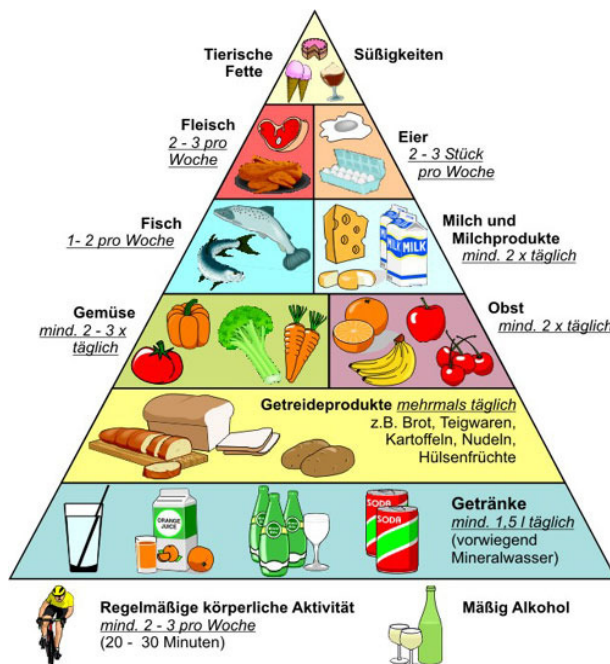 Tierische
Fette
Süßigkeiten
Fleisch
2 - 3 pro
Woche
Eier
2 - 3 Stück
pro Woche
Fisch
1- 2 pro Woche
MILK
MILK
Milch und
Milchprodukte
mind. 2 x täglich
Gemüse
mind. 2 - 3 x
täglich
Obst
mind. 2 x täglich
Getreideprodukte mehrmals täglich
z.B. Brot, Teigwaren,
Kartoffeln, Nudeln,
Hülsenfrüchte
ORANGE
JUICE
SODA
SODA
Getränke
mind. 1,5 l täglich
(vorwiegend
Mineralwasser)
Regelmäßige körperliche Aktivität
mind. 2 - 3 pro Woche
(20 - 30 Minuten)
Mäßig Alkohol